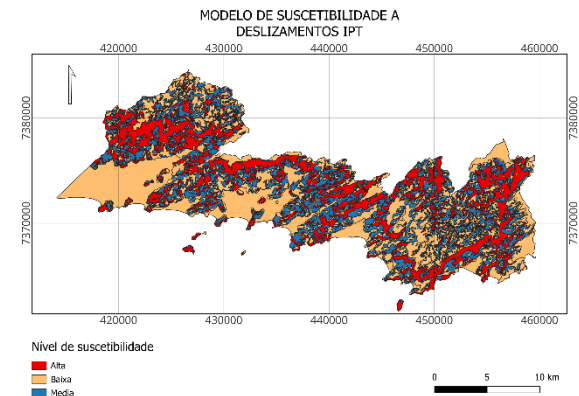 MODELO DE SUSCETIBILIDADE A
DESLIZAMENTOS IPT
420000 430000 440000 450000 460000
7380000 7380000
7370000 7370000
420000 430000 440000 450000 460000
Nível de suscetibilidade
Alta
Baixa
Media
0 5 10 km